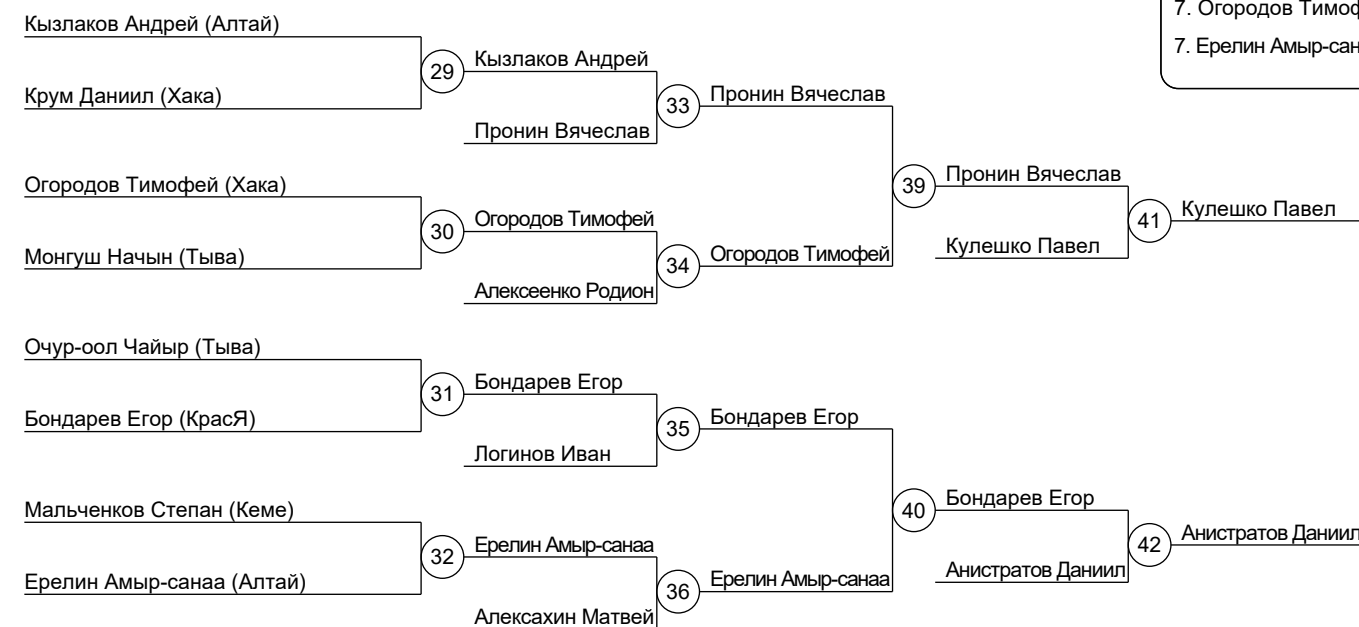 7. Огородов
7. Ерелин
Кызлаков Андрей (Алтай)
29
Кызлаков Андрей
Крум Даниил (Хака)
33
Пронин Вячеслав
Пронин Вячеслав
Огородов Тимофей (Хака)
39
Пронин Вячеслав
30
Огородов Тимофей
41
Кулешко Павел
Монгуш Начын (Тыва)
34
Огородов Тимофей
Кулешко Павел
Алексеенко Родион
Очур-оол Чайыр (Тыва)
31
Бондарев Егор
Бондарев Егор (КрасЯ)
35
Бондарев Егор
Логинов Иван
Мальченков Степан (Кеме)
40
Бондарев Егор
32
Ерелин Амыр-санаа
42
Анистратов Даниил
Ерелин Амыр-санаа (Алтай)
36
Ерелин Амыр-санаа
Анистратов Даниил
Алексахин Матвей